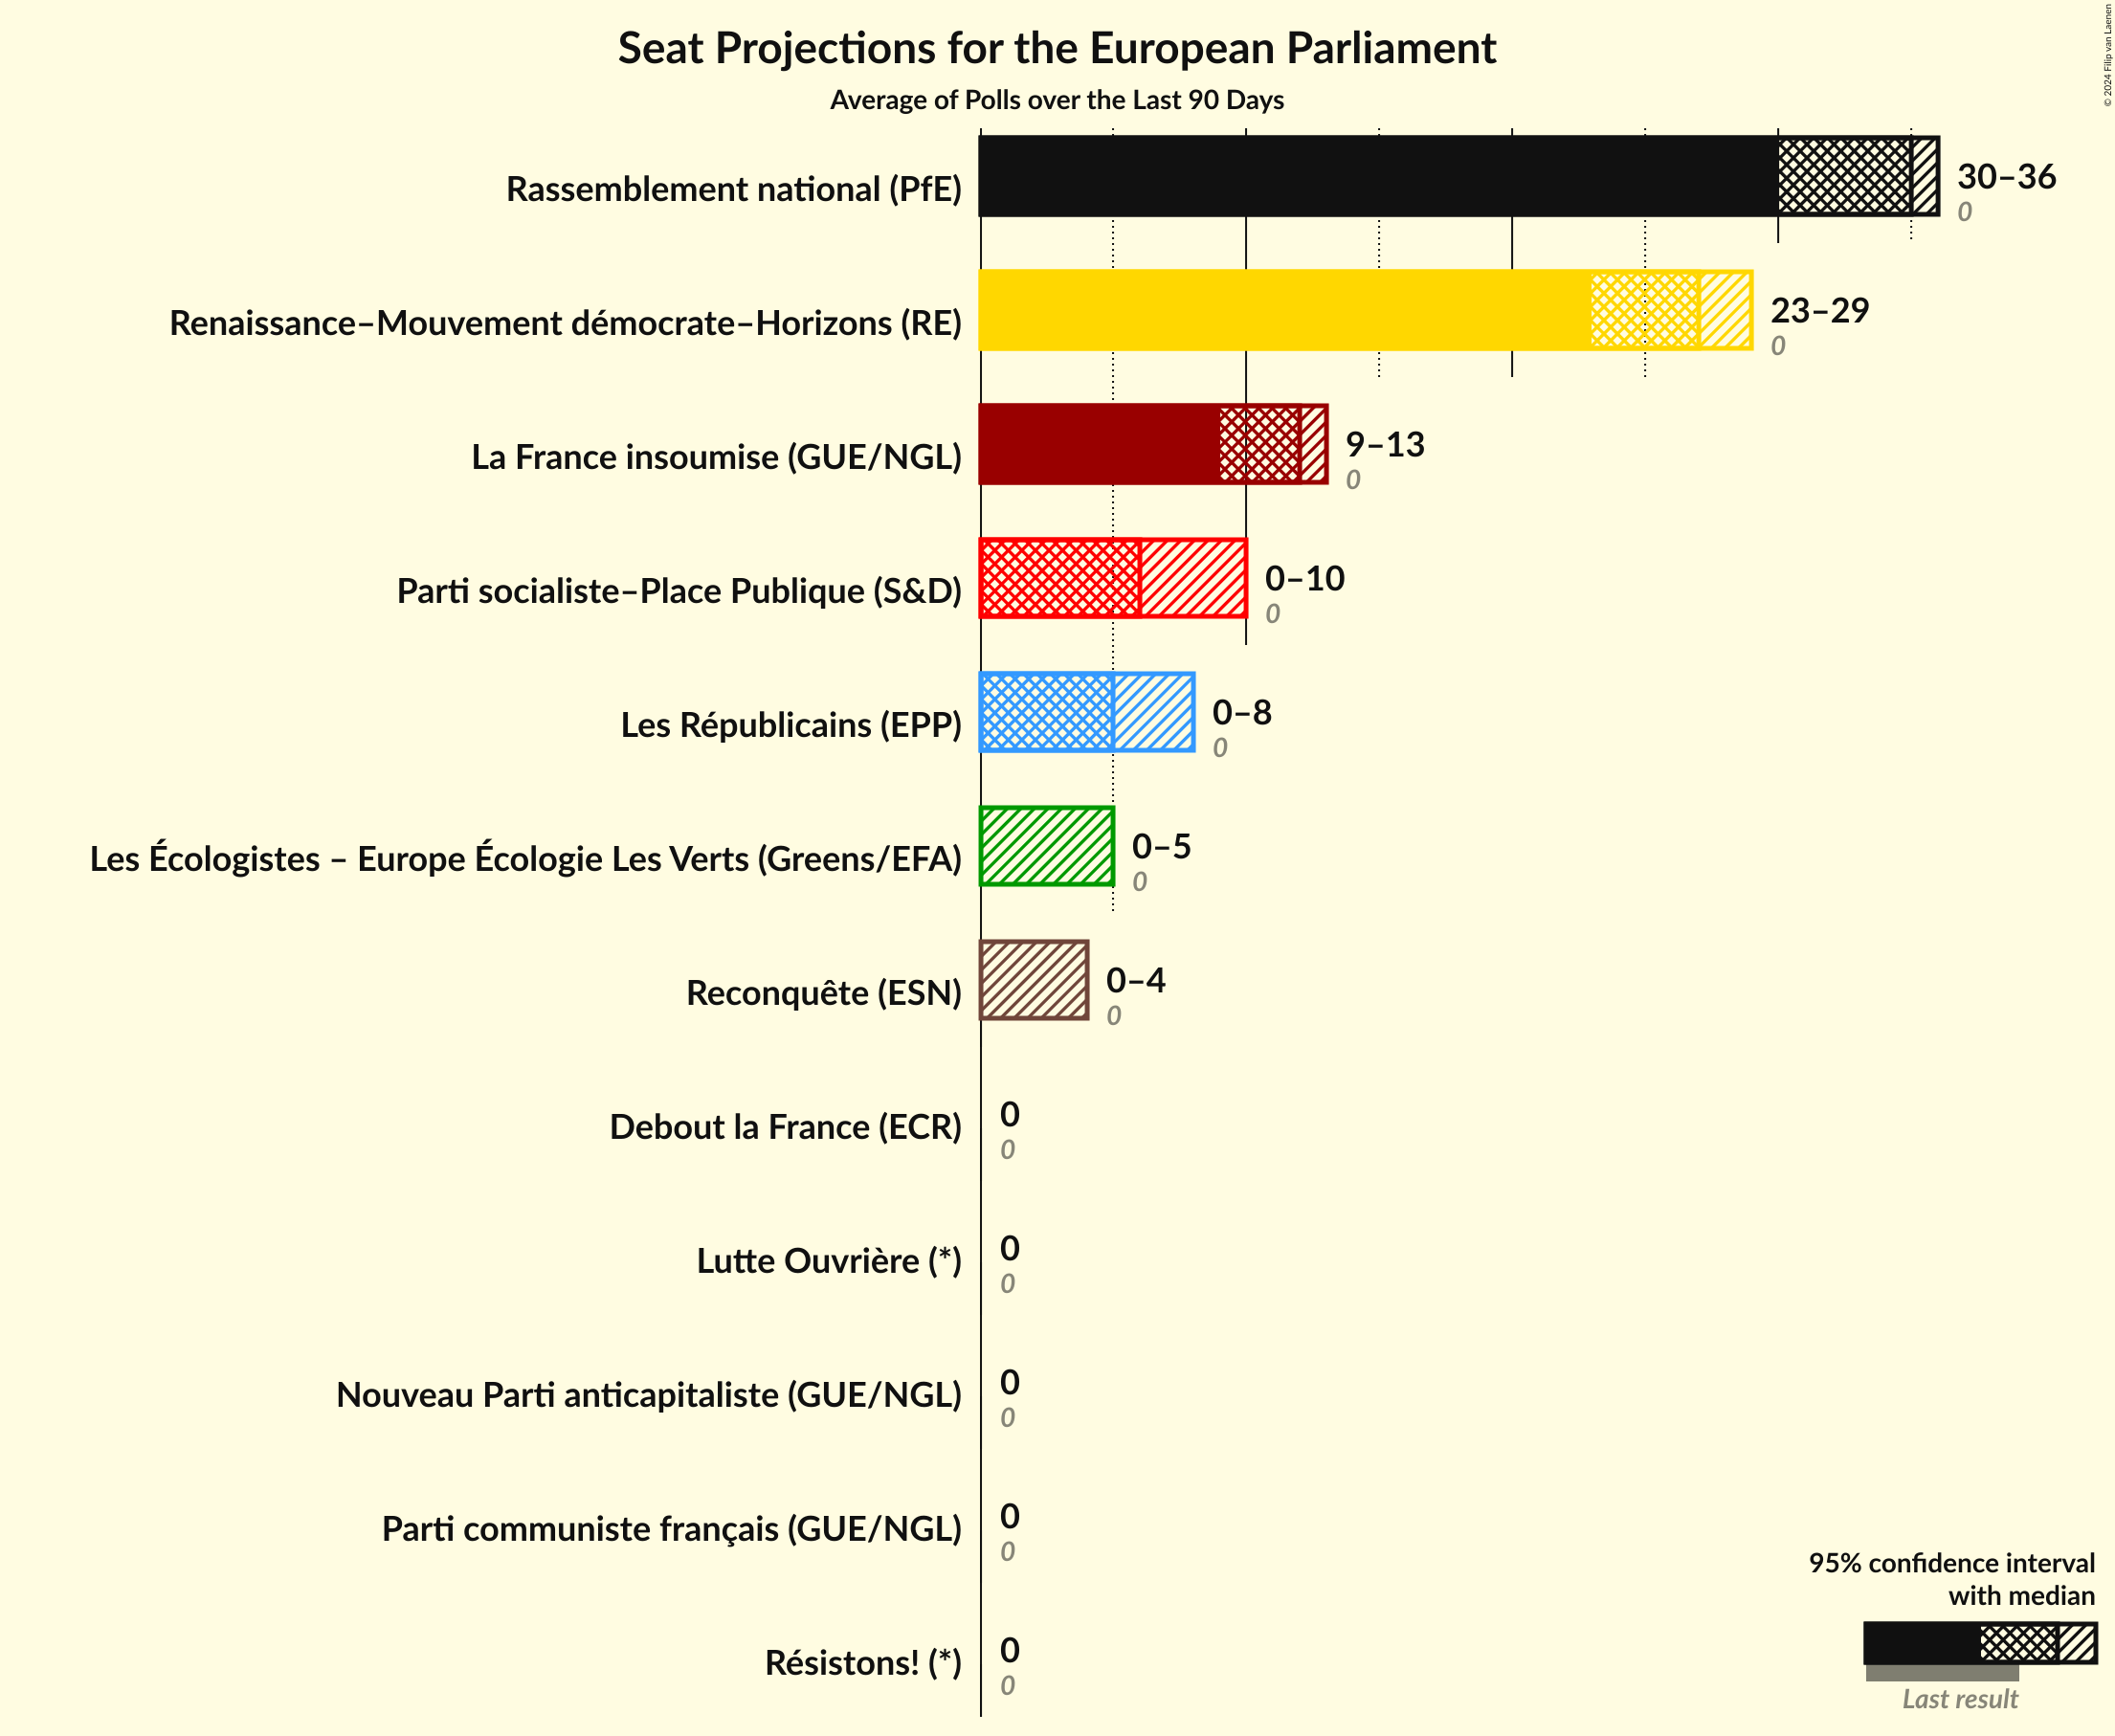 Seat Projections for the European Parliament
Average of Polls over the Last 90 Days
© 2024 Filip van Laenen
Rassemblement national (PfE)
30–36
0
Renaissance–Mouvement démocrate–Horizons (RE)
23–29
0
La France insoumise (GUE/NGL)
9–13
0
Parti socialiste–Place Publique (S&D)
0–10
0
Les Républicains (EPP)
0–8
0
Les Écologistes – Europe Écologie Les Verts (Greens/EFA)
0–5
0
Reconquête (ESN)
0–4
0
Debout la France (ECR)
0
0
Lutte Ouvrière (*)
0
0
Nouveau Parti anticapitaliste (GUE/NGL)
0
0
Parti communiste français (GUE/NGL)
0
0
Résistons! (*)
0
0
95% confidence interval
with median
Last result